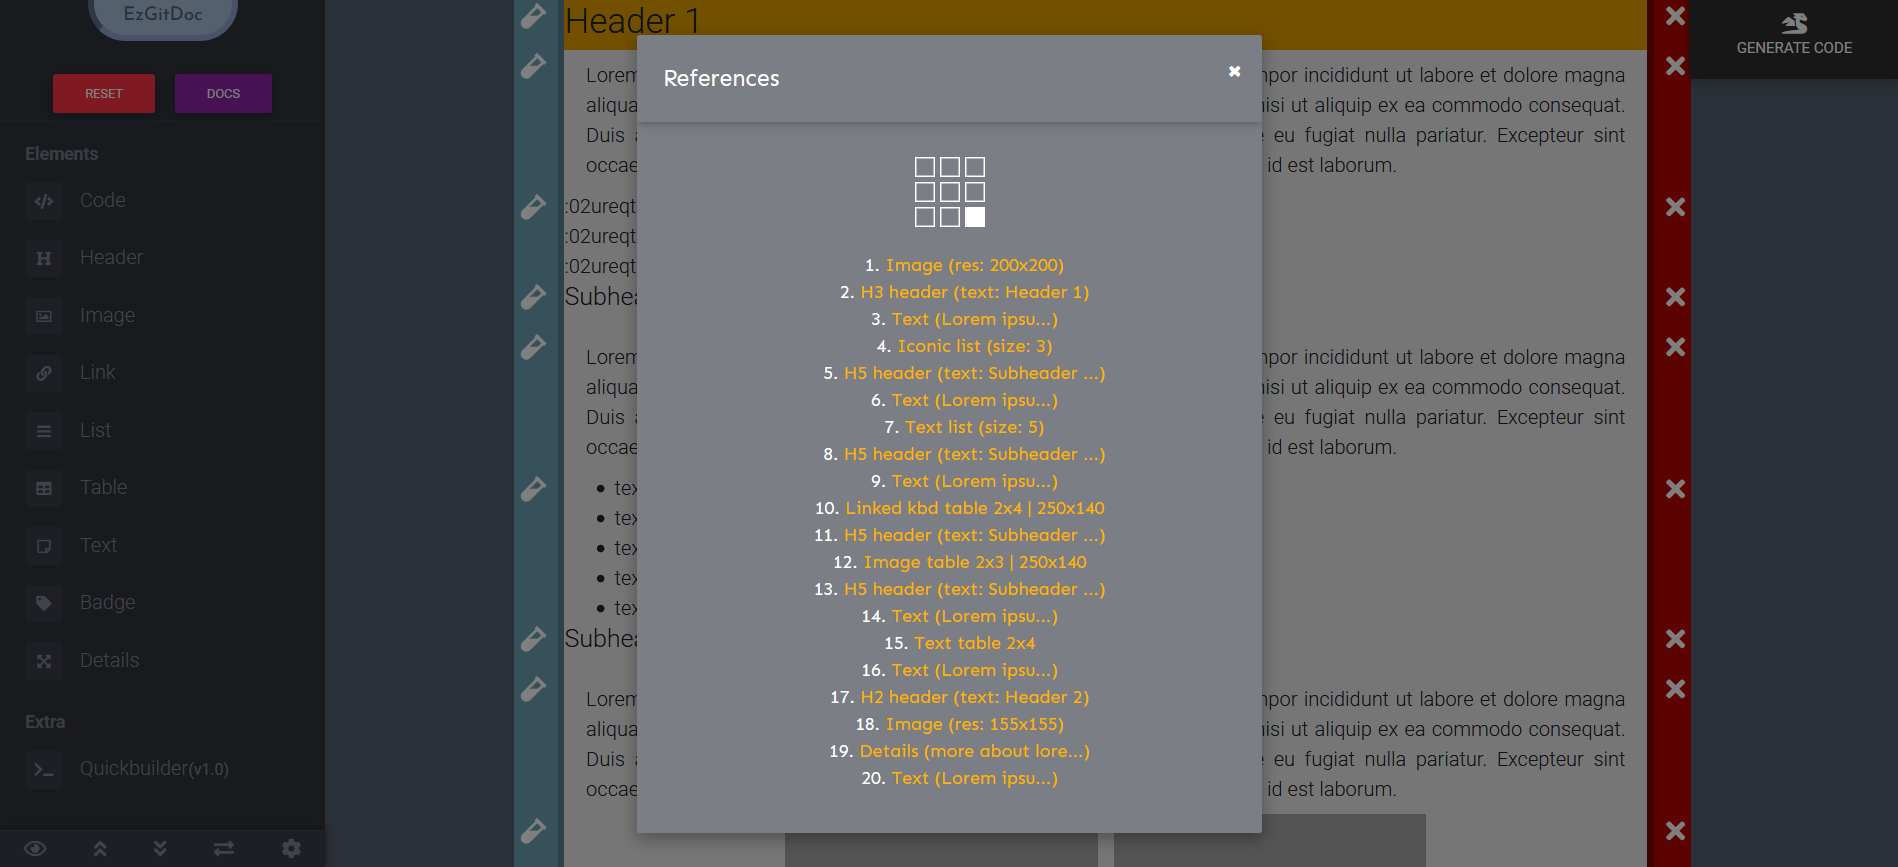 EzGitDoc
RESET
DOCS
Elements
Code
Header
Image
Link
List
Table
Text
Badge
Details
Extra
Quickbuilder(v1.0)
Header 1
Lorem
mpor incididunt ut labore et dolore magna
aliqua
nisi ut aliquip ex ea commodo consequat.
Duis
eu fugiat nulla pariatur. Excepteur sint
occae
id est laborum.
:02ureqt
:02ureqt
:02ureqt
Subhea
Lorem
mpor incididunt ut labore et dolore magna
aliqua
nisi ut aliquip ex ea commodo consequat.
Duis
eu fugiat nulla pariatur. Excepteur sint
occae
id est laborum.
tex
tex
tex
tex
tex
Subhea
Lorem
mpor incididunt ut labore et dolore magna
aliqua
nisi ut aliquip ex ea commodo consequat.
Duis
eu fugiat nulla pariatur. Excepteur sint
occae
id est laborum.
References
1. Image (res: 200x200)
2. H3 header (text: Header 1)
3. Text (Lorem ipsu...)
4. Iconic list (size: 3)
5. H5 header (text: Subheader ...)
6. Text (Lorem ipsu...)
7. Text list (size: 5)
8. H5 header (text: Subheader ...)
9. Text (Lorem ipsu...)
10. Linked kbd table 2x4 | 250x140
11. H5 header (text: Subheader ...)
12. Image table 2x3 | 250x140
13. H5 header (text: Subheader ...)
14. Text (Lorem ipsu...)
15. Text table 2x4
16. Text (Lorem ipsu...)
17. H2 header (text: Header 2)
18. Image (res: 155x155)
19. Details (more about lore...)
20. Text (Lorem ipsu...)
GENERATE CODE